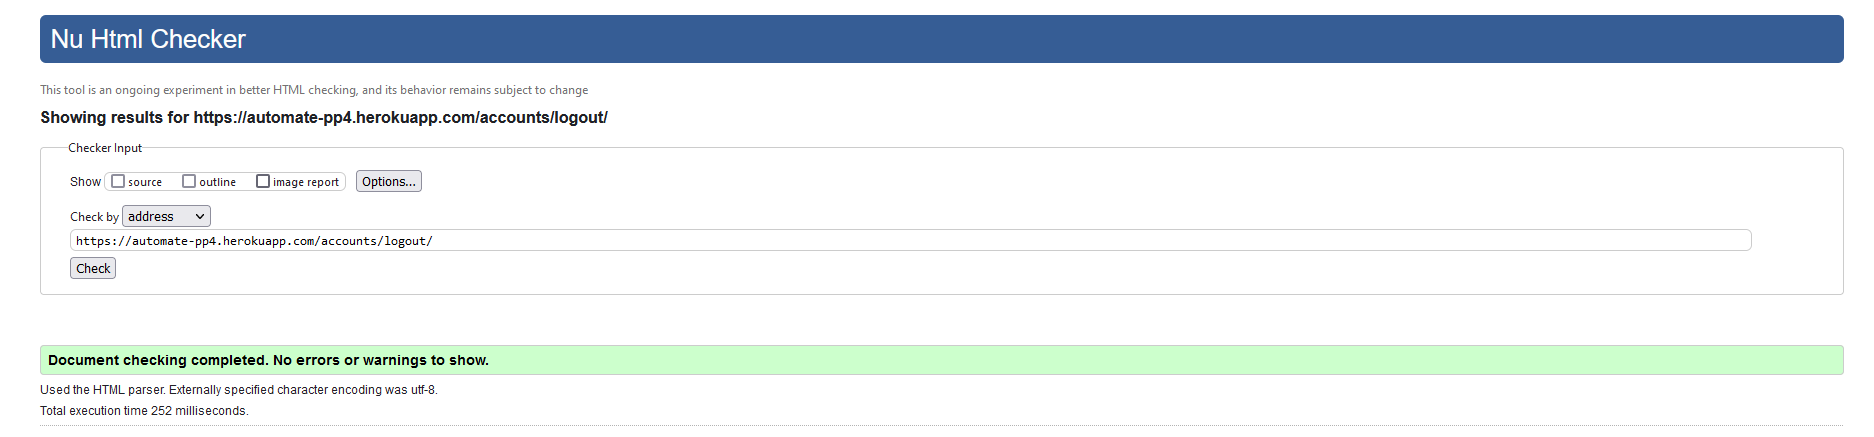 Nu Html Checker
This tool is an ongoing experiment in better HTML checking, and its behavior remains subject to change
Showing results for https://automate-pp4.herokuapp.com/accounts/logout/
Checker Input
Show source outline image report Options...
Check by address
https://automate-pp4.herokuapp.com/accounts/logout/
Check
Document checking completed. No errors or warnings to show.
Used the HTML parser. Externally specified character encoding was utf-8.
Total execution time 252 milliseconds.